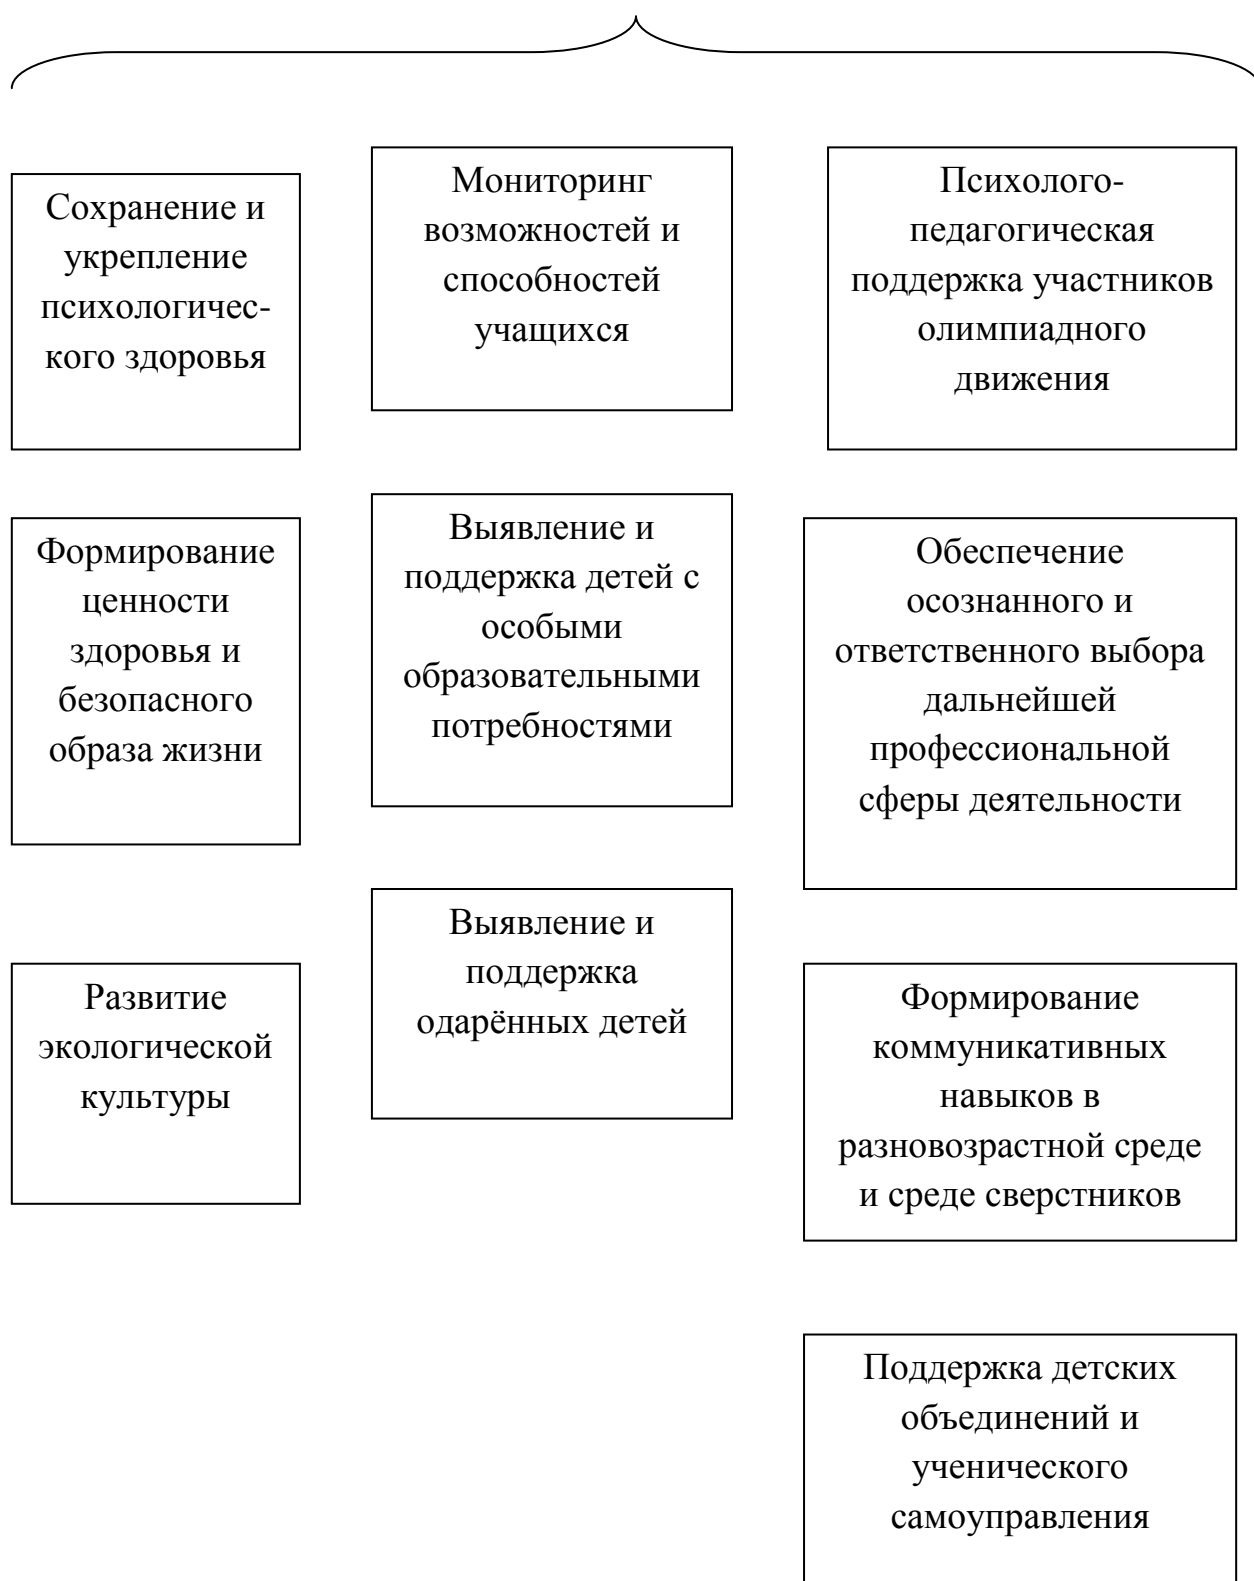 Сохранение и
укрепление
психологичес-
кого здоровья
Мониторинг
возможностей и
способностей
учащихся
Психолого-
педагогическая
поддержка участников
олимпиадного
движения
Формирование
ценности
здоровья и
безопасного
образа жизни
Выявление и
поддержка детей с
особыми
образовательными
потребностями
Обеспечение
осознанного и
ответственного выбора
дальнейшей
профессиональной
сферы деятельности
Развитие
экологической
культуры
Выявление и
поддержка
одарённых детей
Формирование
коммуникативных
навыков в
разновозрастной среде
и среде сверстников
Поддержка детских
объединений и
ученического
самоуправления